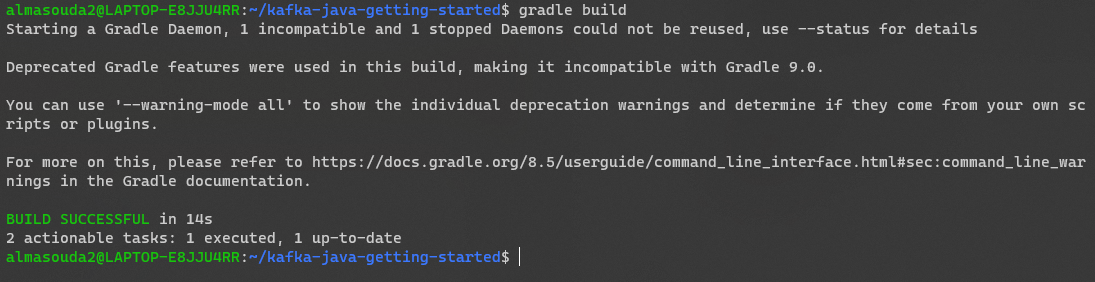 almasouda2@LAPTOP-E8JJU4RR:~/kafka-java-getting-started$ gradle build
Starting a Gradle Daemon, 1 incompatible and 1 stopped Daemons could not be reused, use --status for details
Deprecated Gradle features were used in this build, making it incompatible with Gradle 9.0.
You can use '--warning-mode all' to show the individual deprecation warnings and determine if they come from your own sc
ripts or plugins.
For more on this, please refer to https://docs.gradle.org/8.5/userguide/command_line_interface.html#sec:command_line_war
nings in the Gradle documentation.
BUILD SUCCESSFUL in 14s
2 actionable tasks: 1 executed, 1 up-to-date
almasouda2@LAPTOP-E8JJU4RR:~/kafka-java-getting-started$